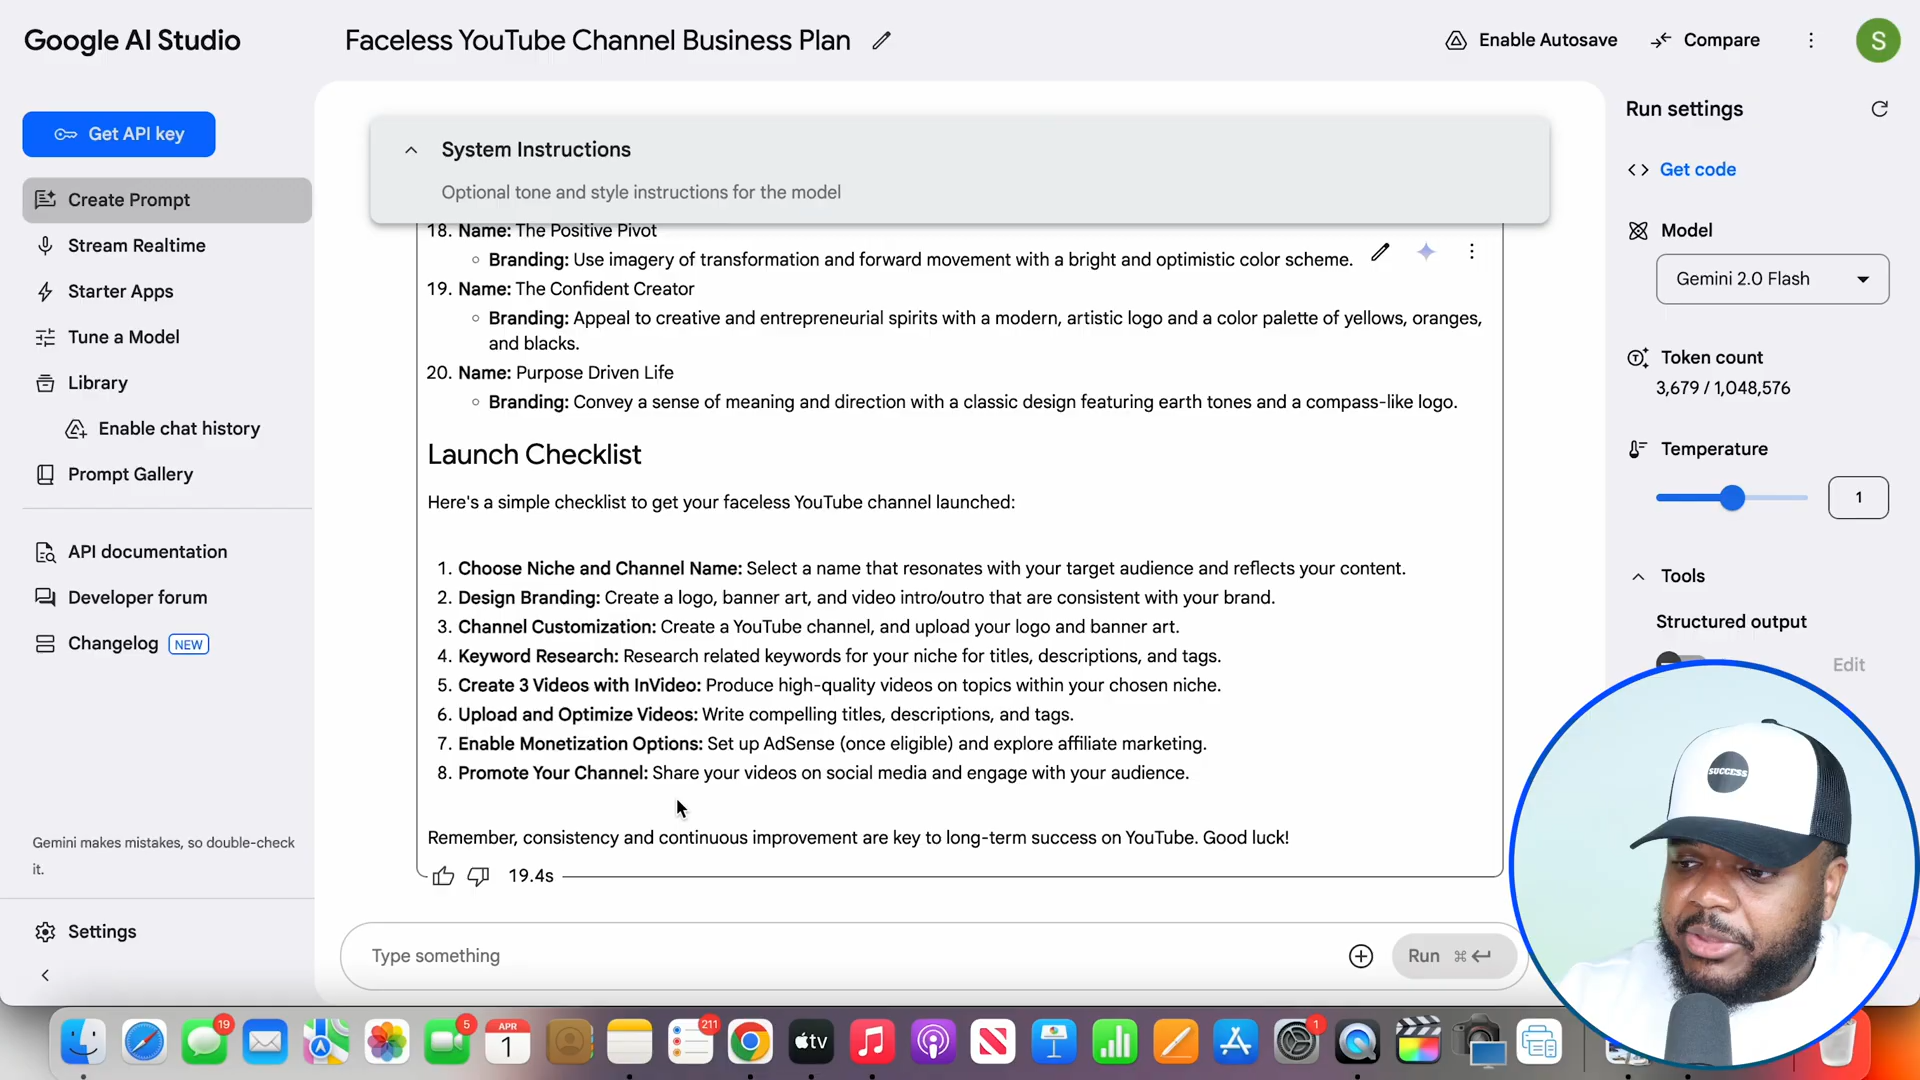 Google AI Studio
Faceless YouTube Channel Business Plan
Enable Autosave
Compare
S
Get API key
Create Prompt
Stream Realtime
Starter Apps
Tune a Model
Library
Enable chat history
Prompt Gallery
API documentation
Developer forum
Changelog NEW
Gemini makes mistakes, so double-check
it.
Settings
System Instructions
Optional tone and style instructions for the model
18. Name: The Positive Pivot
Branding: Use imagery of transformation and forward movement with a bright and optimistic color scheme.
19. Name: The Confident Creator
Branding: Appeal to creative and entrepreneurial spirits with a modern, artistic logo and a color palette of yellows, oranges,
and blacks.
20. Name: Purpose Driven Life
Branding: Convey a sense of meaning and direction with a classic design featuring earth tones and a compass-like logo.
Launch Checklist
Here's a simple checklist to get your faceless YouTube channel launched:
1. Choose Niche and Channel Name: Select a name that resonates with your target audience and reflects your content.
2. Design Branding: Create a logo, banner art, and video intro/outro that are consistent with your brand.
3. Channel Customization: Create a YouTube channel, and upload your logo and banner art.
4. Keyword Research: Research related keywords for your niche for titles, descriptions, and tags.
5. Create 3 Videos with InVideo: Produce high-quality videos on topics within your chosen niche.
6. Upload and Optimize Videos: Write compelling titles, descriptions, and tags.
7. Enable Monetization Options: Set up AdSense (once eligible) and explore affiliate marketing.
8. Promote Your Channel: Share your videos on social media and engage with your audience.
Remember, consistency and continuous improvement are key to long-term success on YouTube. Good luck!
19.4s
Type something
Run ⌘
Run settings
Get code
Model
Gemini 2.0 Flash
Token count
3,679 / 1,048,576
Temperature
1
Tools
Structured output
Edit
SUCCESS
19
5
APR
1
211
tv
1